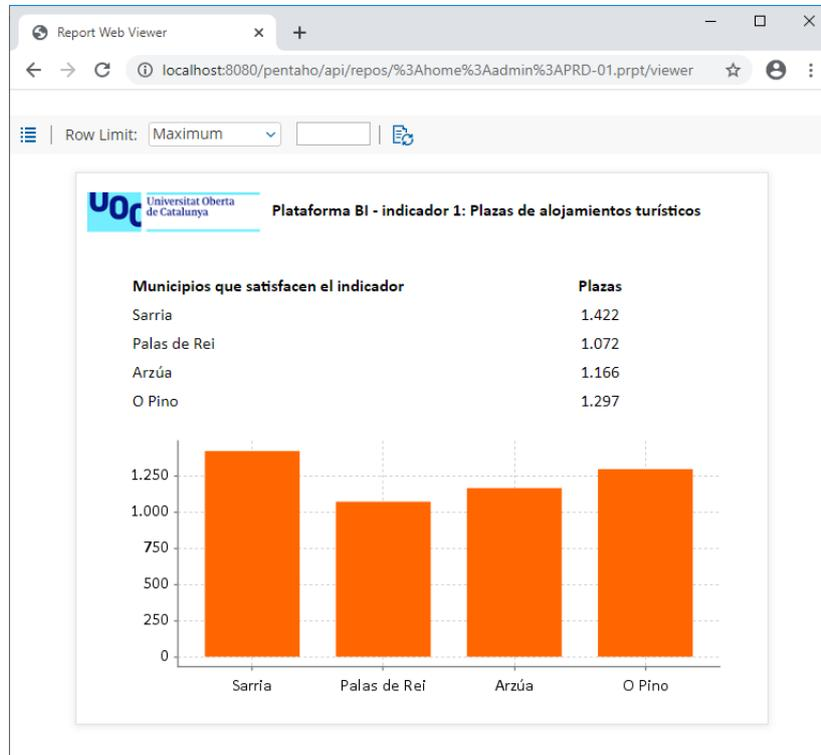 Report Web Viewer
localhost:8080/pentaho/api/repos/%3Ahome%3Aadmin%3APRD-01.prpt/viewer
Row Limit: Maximum
UOC Universitat Oberta
de Catalunya
Plataforma BI - indicador 1: Plazas de alojamientos turísticos
Municipios que satisfacen el indicador Plazas
Sarria 1.422
Palas de Rei 1.072
Arzúa 1.166
O Pino 1.297
1.250
1.000
750
500
250
0
Sarria Palas de Rei Arzúa O Pino